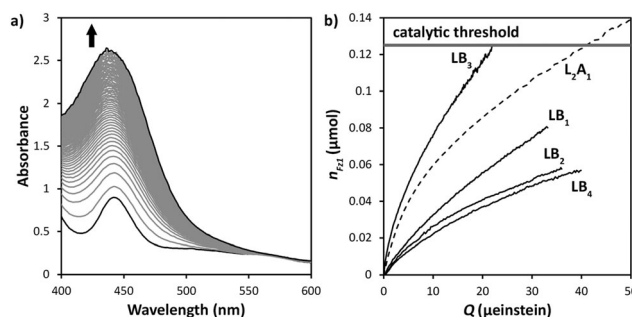 a)
3
2.5
2
1.5
1
0.5
0
Absorbance
400 450 500 550 600
Wavelength (nm)
b)
0.14
0.12
0.1
0.08
0.06
0.04
0.02
0
n_Fz1 (μmol)
catalytic threshold
LB₃
L₂A₁
LB₁
LB₂
LB₄
0 10 20 30 40 50
Q (μeinstein)